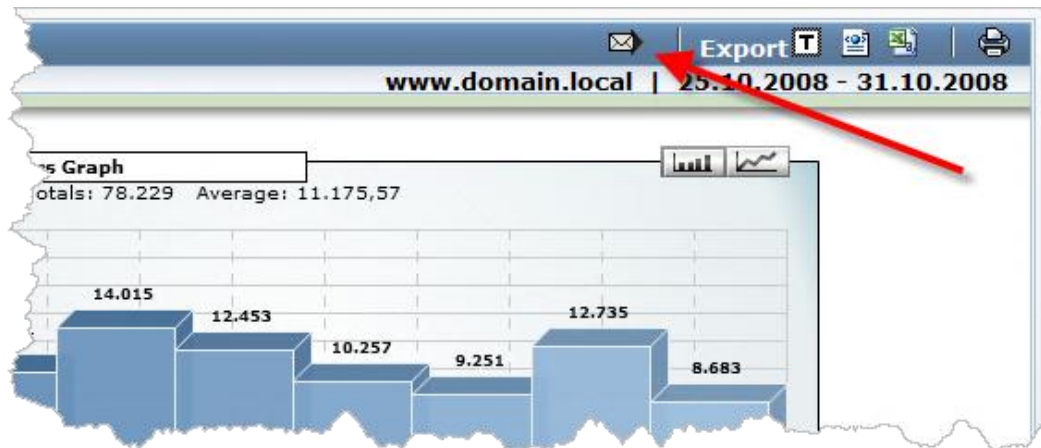 Export T
www.domain.local | 25.10.2008 - 31.10.2008
rs Graph
otals: 78.229 Average: 11.175,57
14.015
12.453
12.735
10.257
9.251
8.683